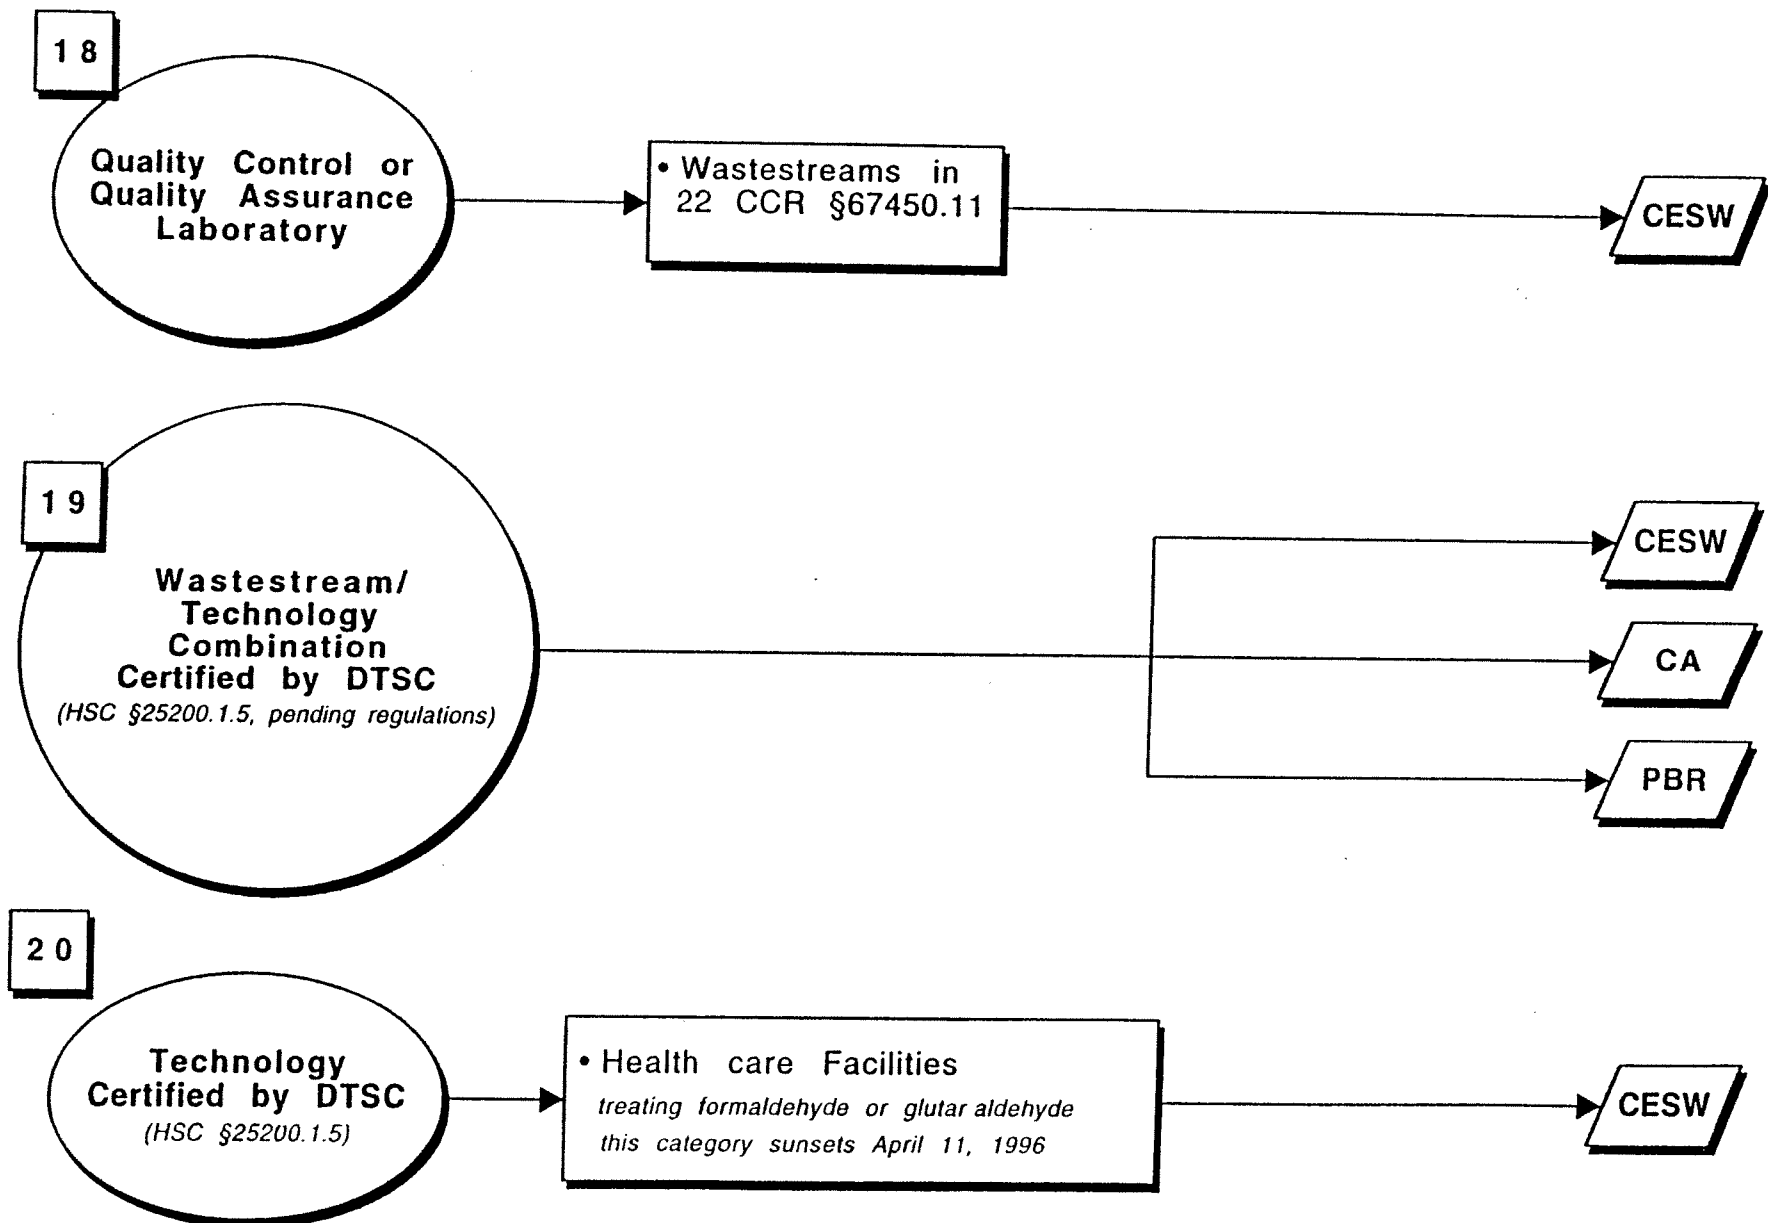 18
Quality Control or
Quality Assurance
Laboratory
• Wastestreams in
22 CCR §67450.11
CESW
19
Wastestream/
Technology
Combination
Certified by DTSC
(HSC §25200.1.5, pending regulations)
CESW
CA
PBR
20
Technology
Certified by DTSC
(HSC §25200.1.5)
• Health care Facilities
treating formaldehyde or glutar aldehyde
this category sunsets April 11, 1996
CESW